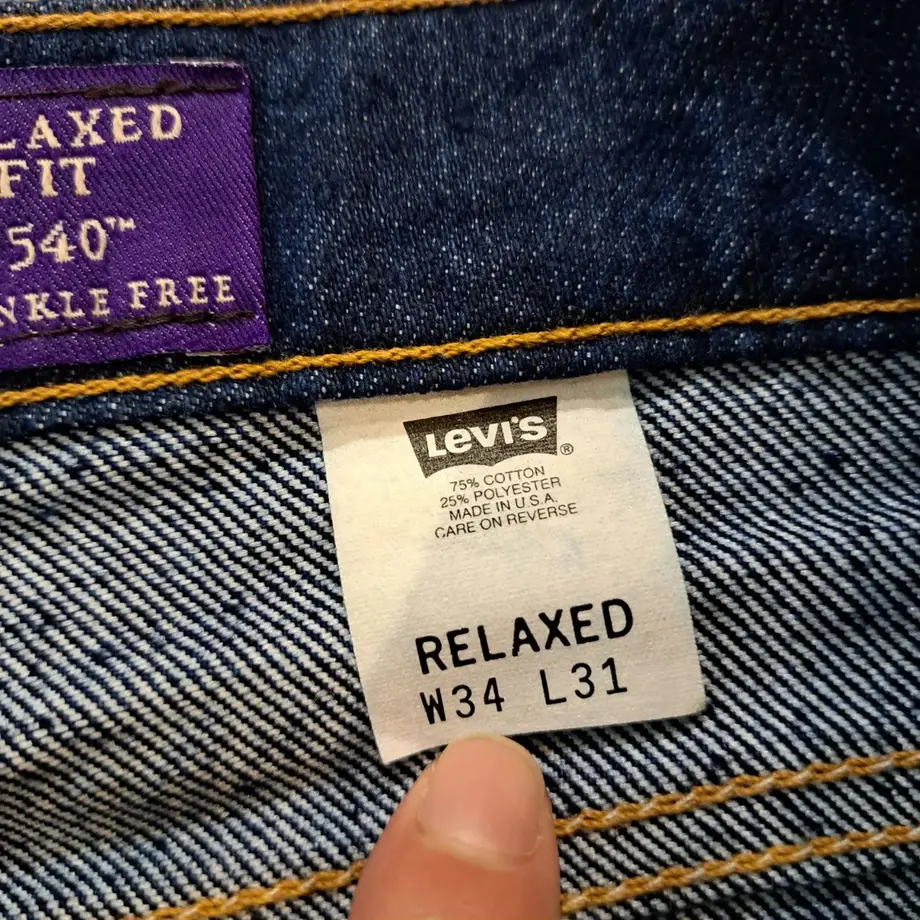 LAXED
FIT
540™
NKLE FREE
Levi's®
75% COTTON
25% POLYESTER
MADE IN U.S.A.
CARE ON REVERSE
RELAXED
W34 L31